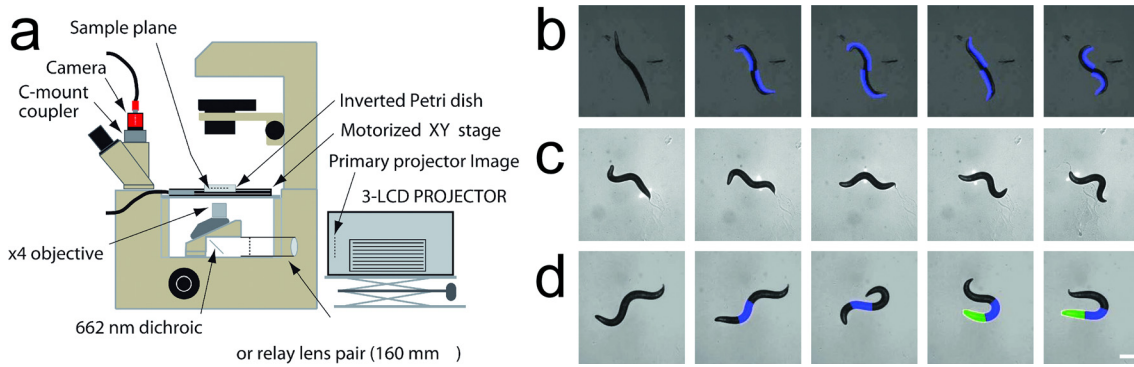 a
Sample plane
Camera
C-mount
coupler
Inverted Petri dish
Motorized XY stage
Primary projector Image
3-LCD PROJECTOR
x4 objective
662 nm dichroic
or relay lens pair (160 mm )
b
c
d